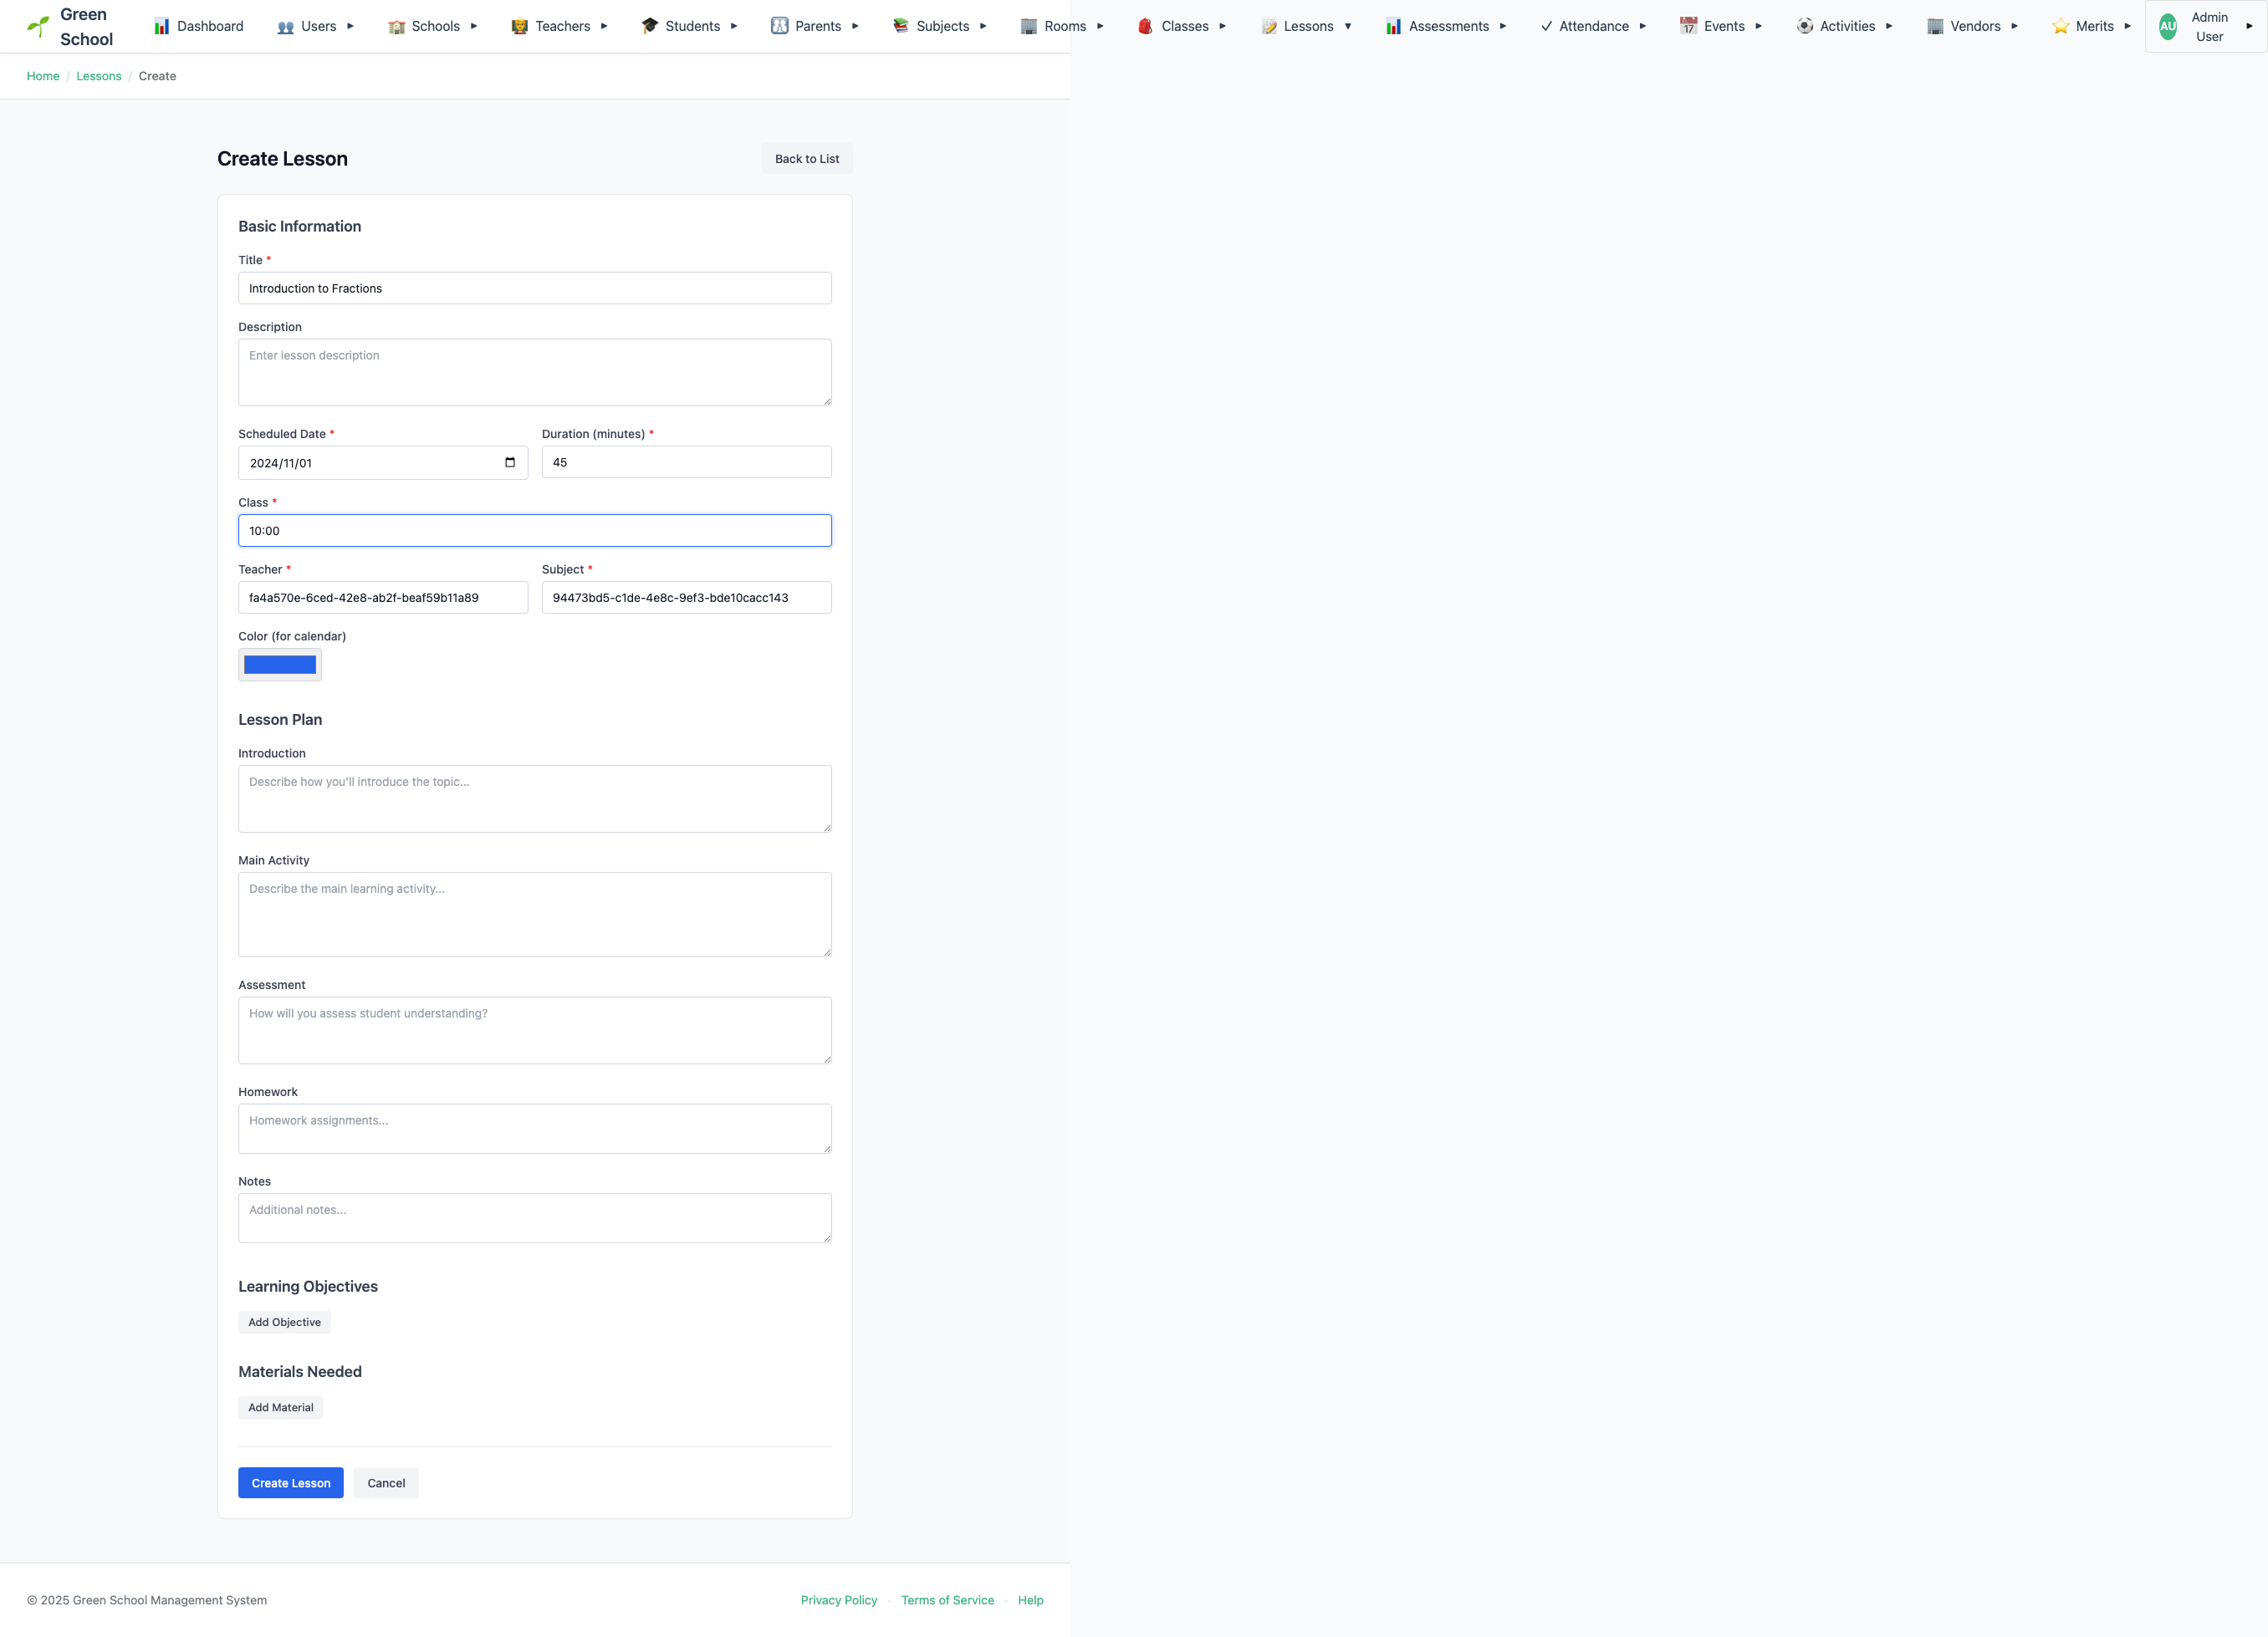 Green School
Dashboard
Users
Schools
Teachers
Students
Parents
Subjects
Rooms
Classes
Lessons
Assessments
Attendance
Events
Activities
Vendors
Merits
AU
Admin User
Home / Lessons / Create
Create Lesson
Back to List
Basic Information
Title *
Introduction to Fractions
Description
Enter lesson description
Scheduled Date *
Duration (minutes) *
2024/11/01
45
Class *
10:00
Teacher *
Subject *
fa4a570e-6ced-42e8-ab2f-beaf59b11a89
94473bd5-c1de-4e8c-9ef3-bde10cacc143
Color (for calendar)
Lesson Plan
Introduction
Describe how you'll introduce the topic...
Main Activity
Describe the main learning activity...
Assessment
How will you assess student understanding?
Homework
Homework assignments...
Notes
Additional notes...
Learning Objectives
Add Objective
Materials Needed
Add Material
Create Lesson
Cancel
© 2025 Green School Management System
Privacy Policy · Terms of Service · Help